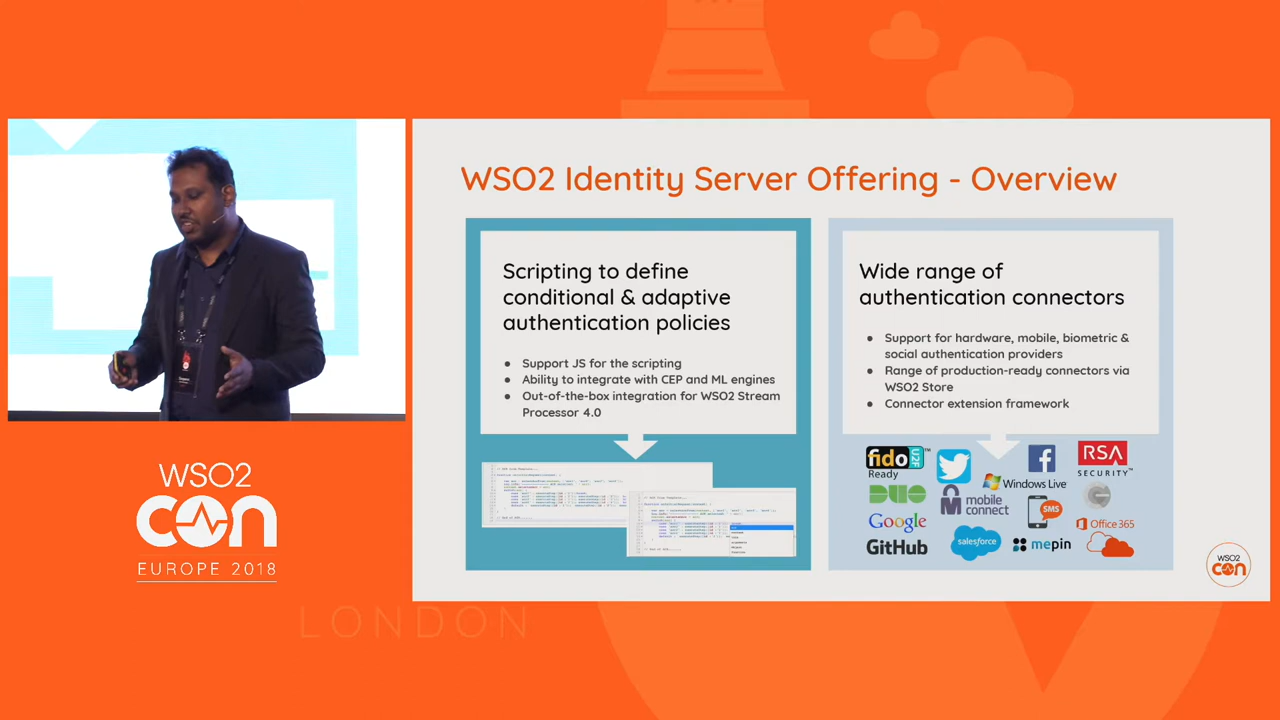 WSO2 Identity Server Offering - Overview
Scripting to define
conditional & adaptive
authentication policies
● Support JS for the scripting
● Ability to integrate with CEP and ML engines
● Out-of-the-box integration for WSO2 Stream
Processor 4.0
Wide range of
authentication connectors
● Support for hardware, mobile, biometric &
social authentication providers
● Range of production-ready connectors via
WSO2 Store
● Connector extension framework
fido U2F ™
Ready
RSA
SECURITY™
Windows Live
DUO
mobile
connect
SMS
Google
Office 365
GitHub
salesforce
mepin
WSO2
CON
WSO2
CON
EUROPE 2018
LONDON